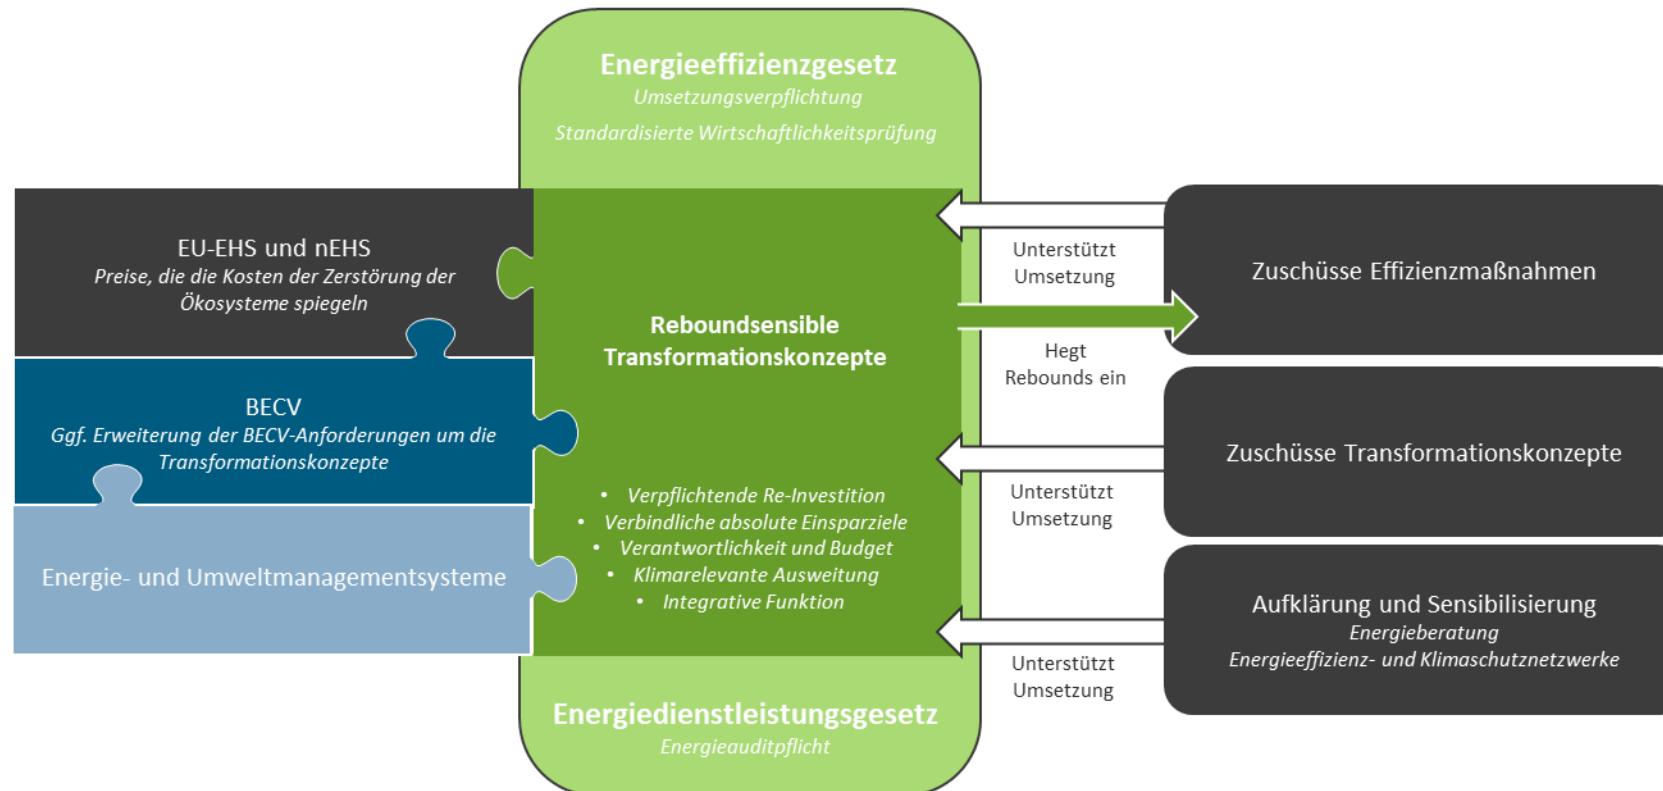 Energieeffizienzgesetz
Umsetzungsverpflichtung
Standardisierte Wirtschaftlichkeitsprüfung
EU-EHS und nEHS
Preise, die die Kosten der Zerstörung der
Ökosysteme spiegeln
BECV
Ggf. Erweiterung der BECV-Anforderungen um die
Transformationskonzepte
Energie- und Umweltmanagementsysteme
Reboundsensible
Transformationskonzepte
• Verpflichtende Re-Investition
• Verbindliche absolute Einsparziele
• Verantwortlichkeit und Budget
• Klimarelevante Ausweitung
• Integrative Funktion
Energiedienstleistungsgesetz
Energieauditpflicht
Unterstützt
Umsetzung
Hegt
Rebounds ein
Unterstützt
Umsetzung
Unterstützt
Umsetzung
Zuschüsse Effizienzmaßnahmen
Zuschüsse Transformationskonzepte
Aufklärung und Sensibilisierung
Energieberatung
Energieeffizienz- und Klimaschutznetzwerke